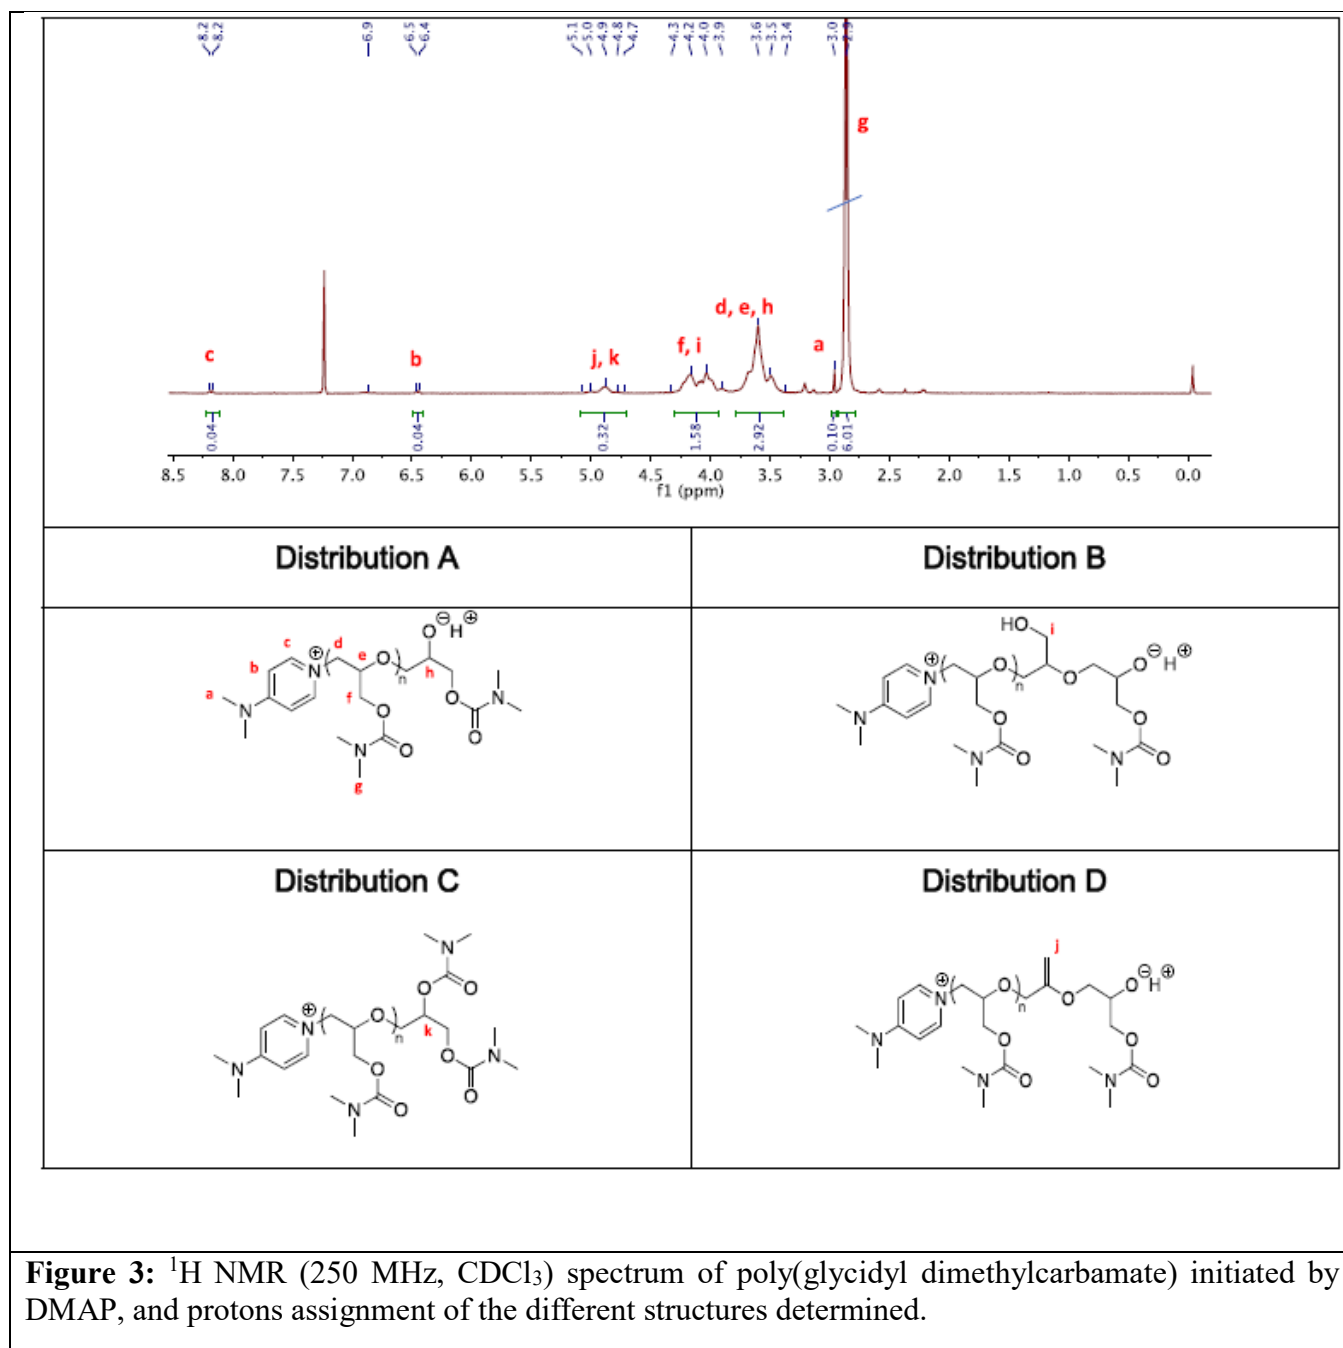 8.2 8.2 6.9 6.5 6.4 5.1 5.0 4.9 4.8 4.7 4.3 4.2 4.0 3.9 3.6 3.5 3.4 3.0 2.9
g
d, e, h
f, i
a
j, k
c
b
0.04 0.04 0.32 1.58 2.92 0.10 6.01
8.5 8.0 7.5 7.0 6.5 6.0 5.5 5.0 4.5 4.0 3.5 3.0 2.5 2.0 1.5 1.0 0.5 0.0
f1 (ppm)
Distribution A
Distribution B
O ⊖ H ⊕
c ⊕ d
b N e O n h
a f O N
N O O
N O
g
HO i
⊕ O O ⊖ H ⊕
N n O
N O O
N O N O
Distribution C
Distribution D
N
O O
⊕ O
N n k
N O O N
N O O
j
⊕ O O ⊖ H ⊕
N n O
N O O
N O N O
Figure 3: ¹H NMR (250 MHz, CDCl₃) spectrum of poly(glycidyl dimethylcarbamate) initiated by
DMAP, and protons assignment of the different structures determined.